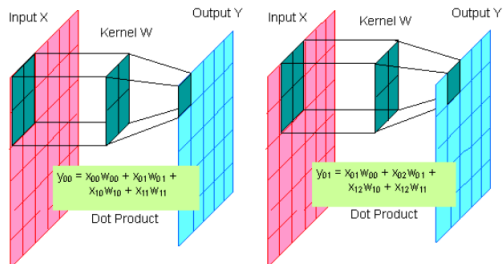 Input X
Kernel W
Output Y
y00 = x00w00 + x01w01 +
x10w10 + x11w11
Dot Product
Input X
Kernel W
Output Y
y01 = x01w00 + x02w01 +
x12w10 + x12w11
Dot Product